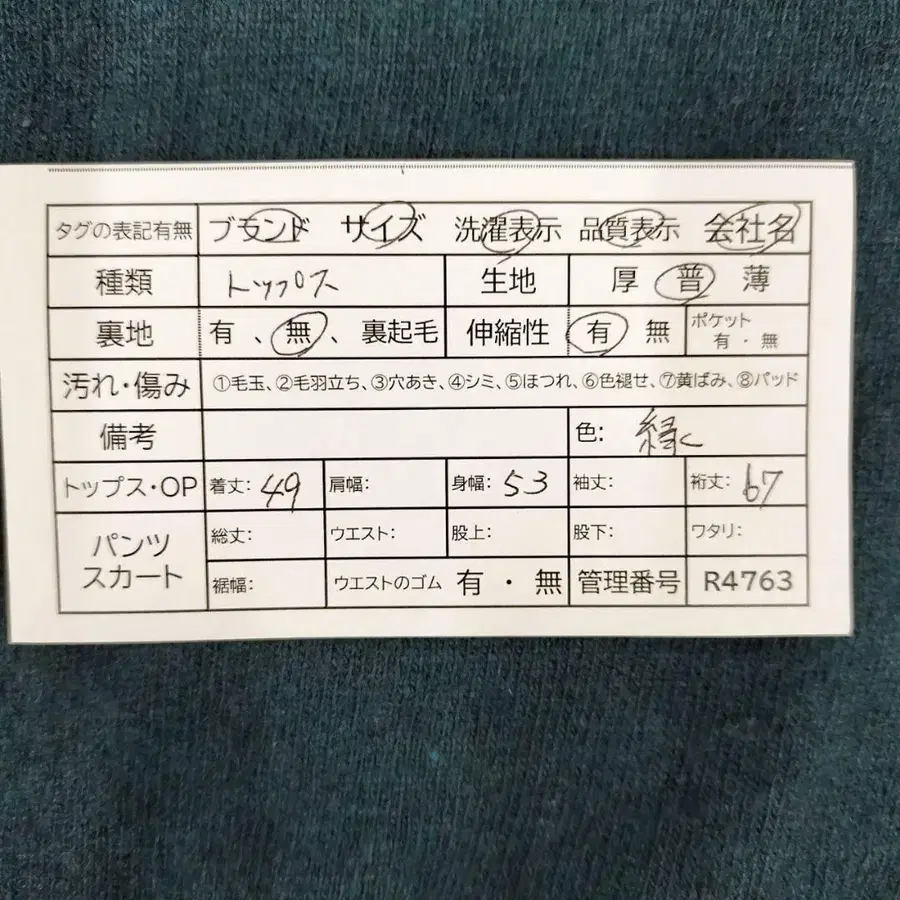 タグの表記有無 ブランド サイズ 洗濯表示 品質表示 会社名
種類 トップス 生地 厚 普 薄
裏地 有 、 無 、 裏起毛 伸縮性 有 無 ポケット 有 ・ 無
汚れ・傷み ①毛玉、②毛羽立ち、③穴あき、④シミ、⑤ほつれ、⑥色褪せ、⑦黄ばみ、⑧パッド
備考 色: 緑
トップス・OP 着丈: 49 肩幅: 身幅: 53 袖丈: 裄丈: 67
パンツ スカート 総丈: ウエスト: 股上: 股下: ワタリ:
裾幅: ウエストのゴム 有 ・ 無 管理番号 R4763